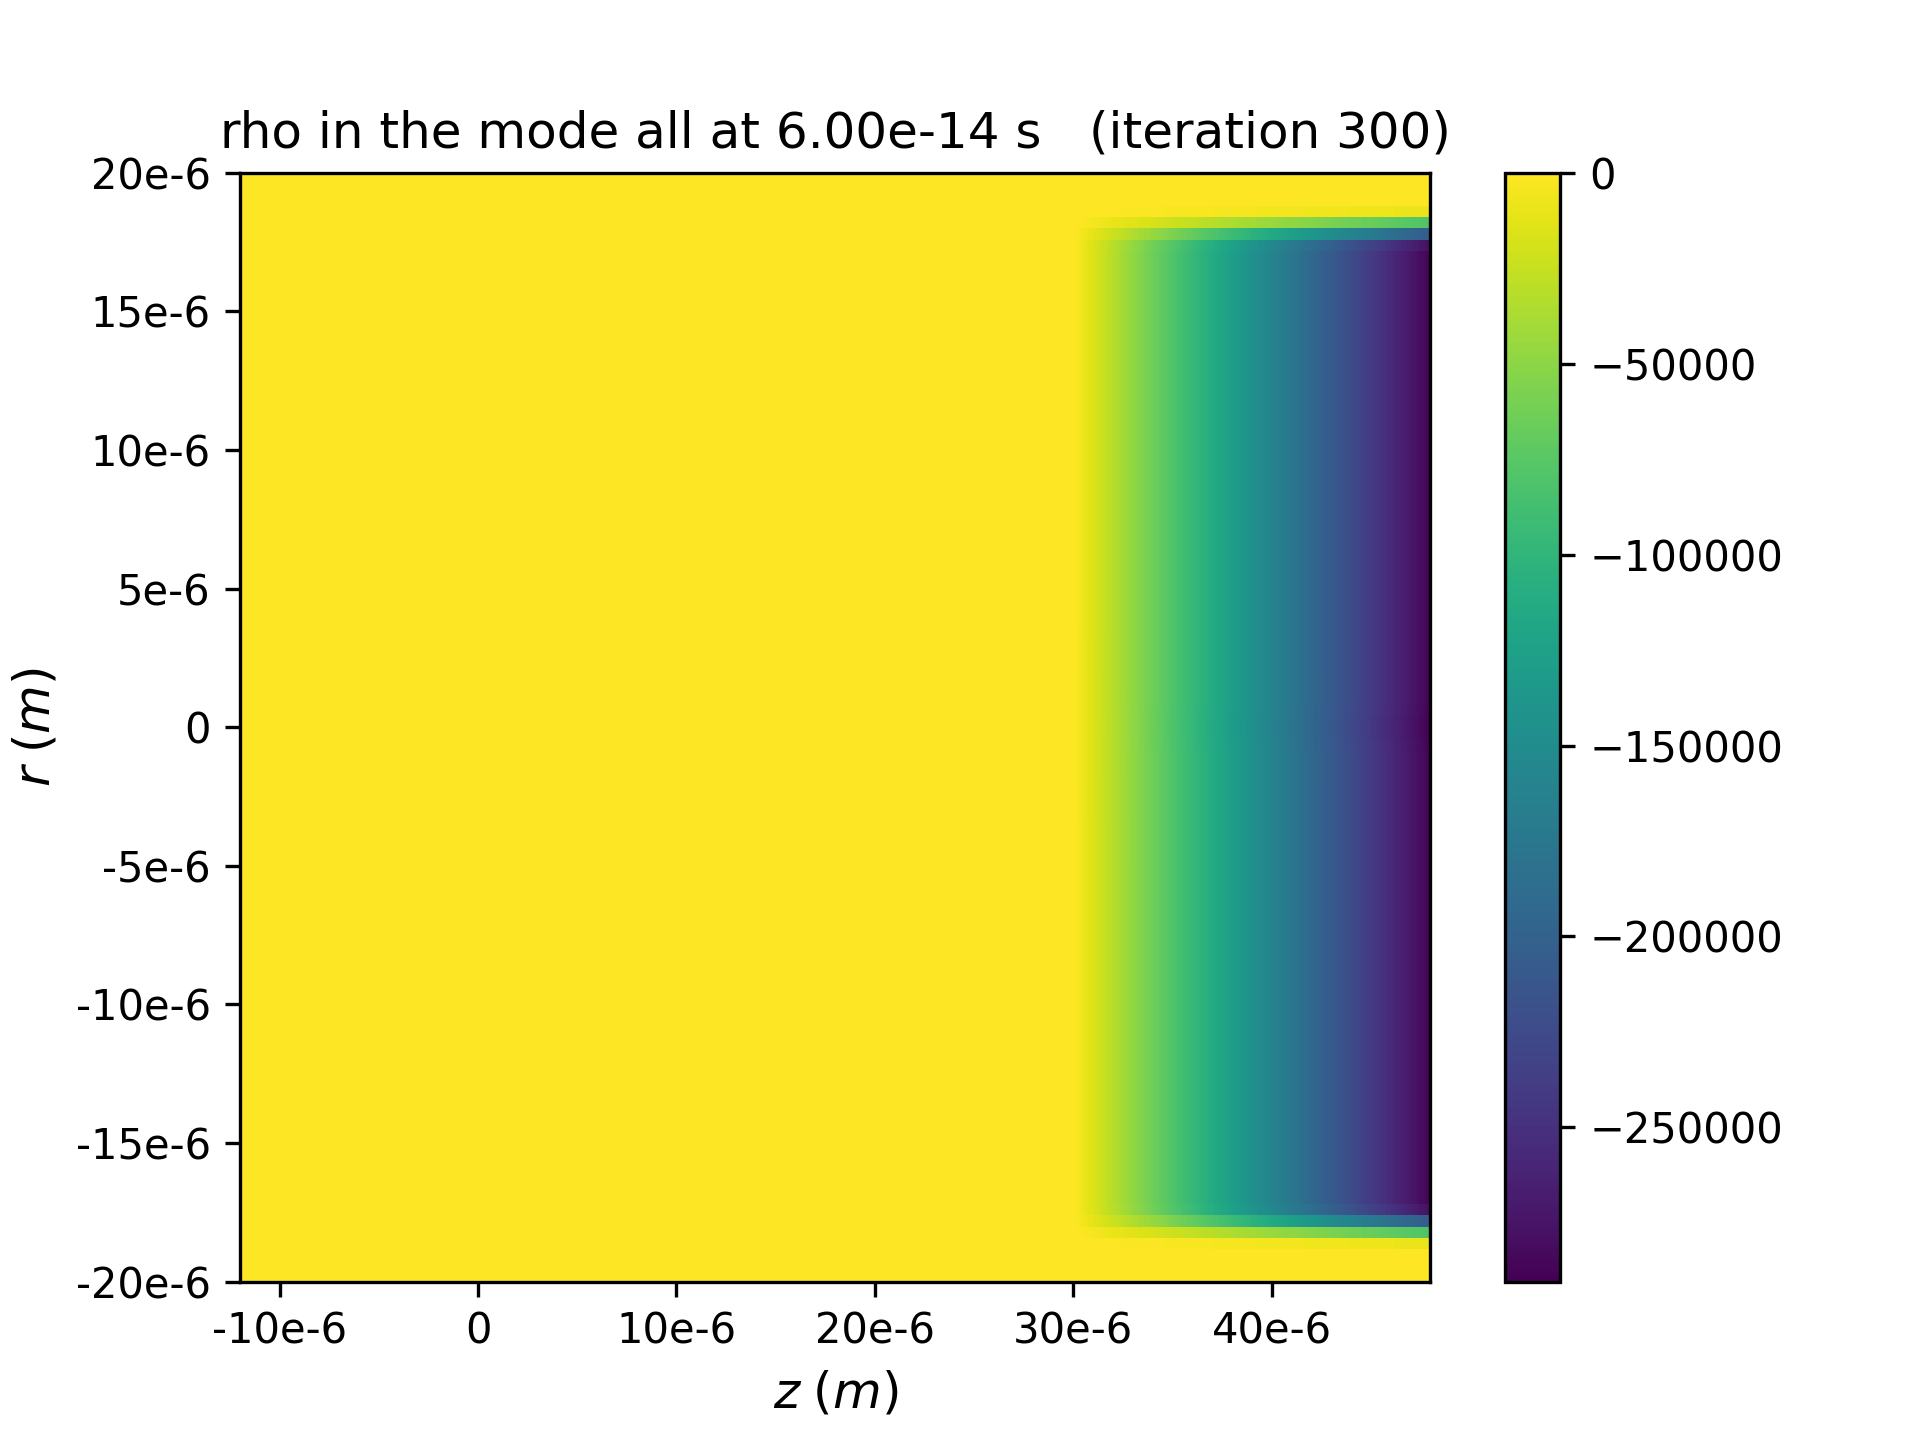 rho in the mode all at 6.00e-14 s   (iteration 300)
20e-6
15e-6
10e-6
5e-6
0
-5e-6
-10e-6
-15e-6
-20e-6
r (m)
-10e-6
0
10e-6
20e-6
30e-6
40e-6
z (m)
0
−50000
−100000
−150000
−200000
−250000